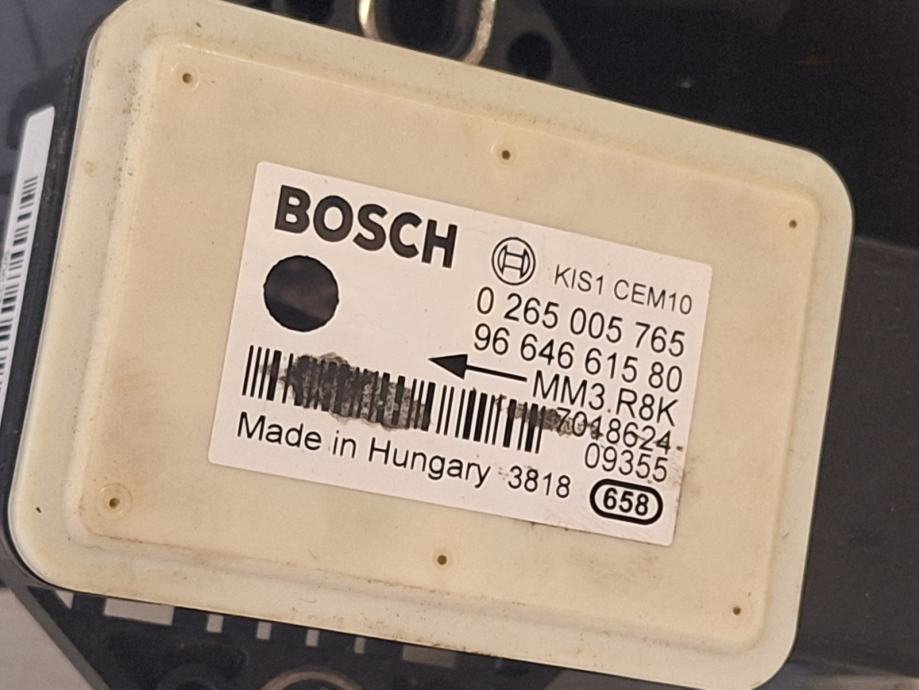 BOSCH
KIS1 CEM10
0 265 005 765
96 646 615 80
MM3.R8K
7018624
09355
Made in Hungary 3818
658